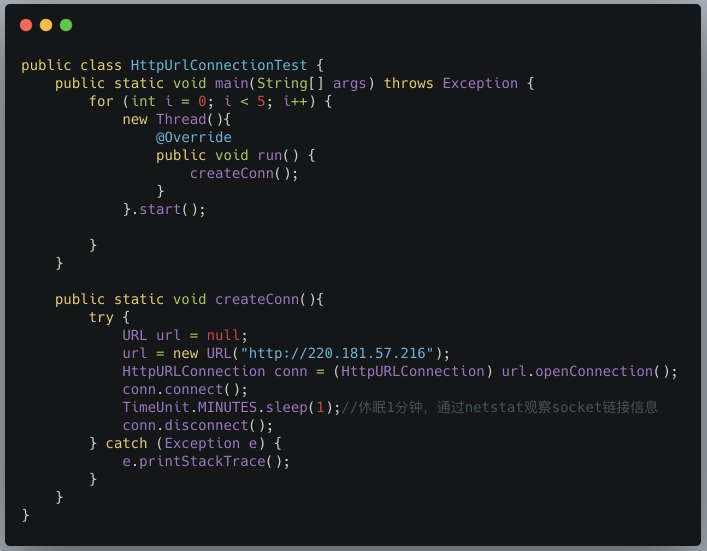 public class HttpUrlConnectionTest {
    public static void main(String[] args) throws Exception {
        for (int i = 0; i < 5; i++) {
            new Thread(){
                @Override
                public void run() {
                    createConn();
                }
            }.start();

        }
    }

    public static void createConn(){
        try {
            URL url = null;
            url = new URL("http://220.181.57.216");
            HttpURLConnection conn = (HttpURLConnection) url.openConnection();
            conn.connect();
            TimeUnit.MINUTES.sleep(1);//休眠1分钟，通过netstat观察socket链接信息
            conn.disconnect();
        } catch (Exception e) {
            e.printStackTrace();
        }
    }
}